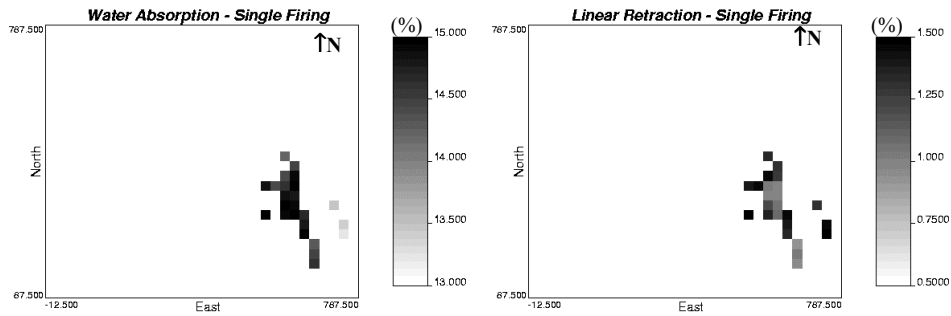 Water Absorption - Single Firing
787.500
North
67.500
-12.500
East
787.500
↑N
(%)
15.000
14.500
14.000
13.500
13.000
Linear Retraction - Single Firing
787.500
North
67.500
-12.500
East
787.500
↑N
(%)
1.500
1.250
1.000
0.7500
0.5000